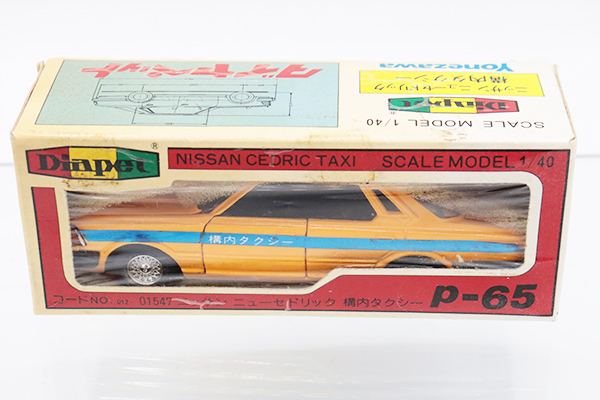 ダイヤペット
Yonezawa
ニッサン ニューセドリック
構内タクシー
Diapet
SCALE MODEL 1/40
Diapet
®
NISSAN CEDRIC TAXI SCALE MODEL 1/40
構内タクシー
コードNO. 012 01547 ニューセドリック 構内タクシー P-65